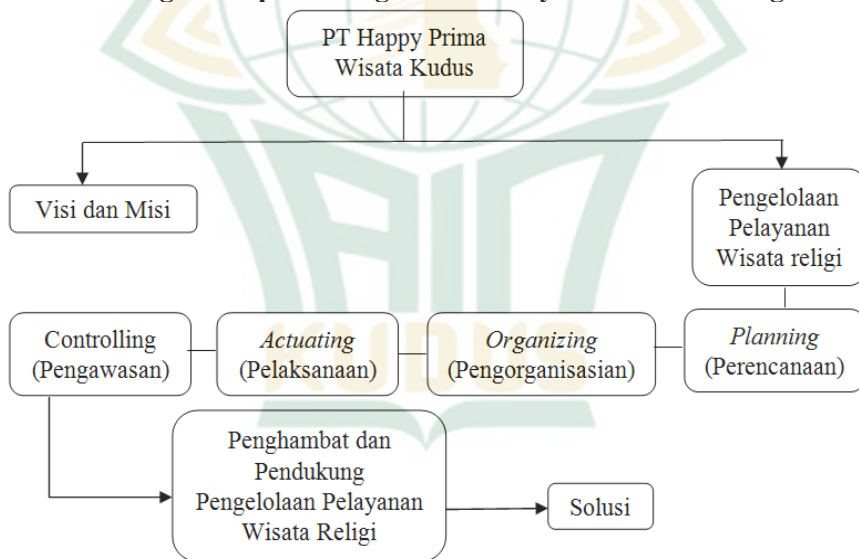 PT Happy Prima
Wisata Kudus
Visi dan Misi
Pengelolaan
Pelayanan
Wisata religi
Controlling
(Pengawasan)
Actuating
(Pelaksanaan)
Organizing
(Pengorganisasian)
Planning
(Perencanaan)
KUDUS
Penghambat dan
Pendukung
Pengelolaan Pelayanan
Wisata Religi
Solusi